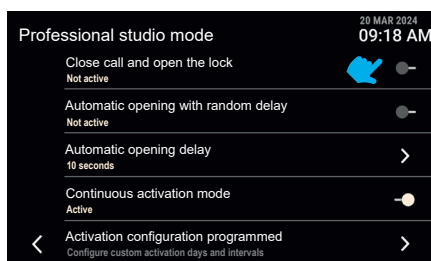 20 MAR 2024
Professional studio mode
09:18 AM
Close call and open the lock
Not active
Automatic opening with random delay
Not active
Automatic opening delay
10 seconds
Continuous activation mode
Active
Activation configuration programmed
Configure custom activation days and intervals